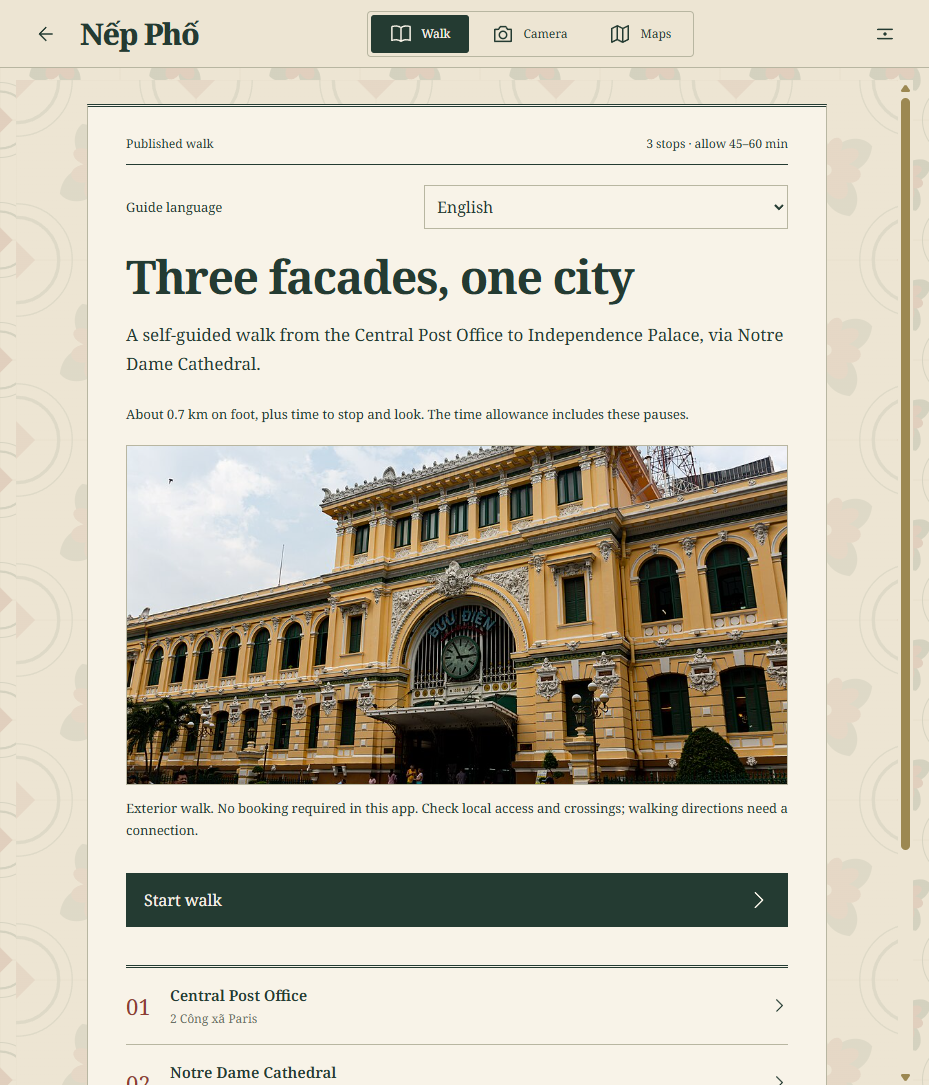 Nếp Phố
Walk
Camera
Maps
Published walk
3 stops · allow 45–60 min
Guide language
English
Three facades, one city
A self-guided walk from the Central Post Office to Independence Palace, via Notre
Dame Cathedral.
About 0.7 km on foot, plus time to stop and look. The time allowance includes these pauses.
BƯU ĐIỆN
Exterior walk. No booking required in this app. Check local access and crossings; walking directions need a
connection.
Start walk
01
Central Post Office
2 Công xã Paris
02
Notre Dame Cathedral